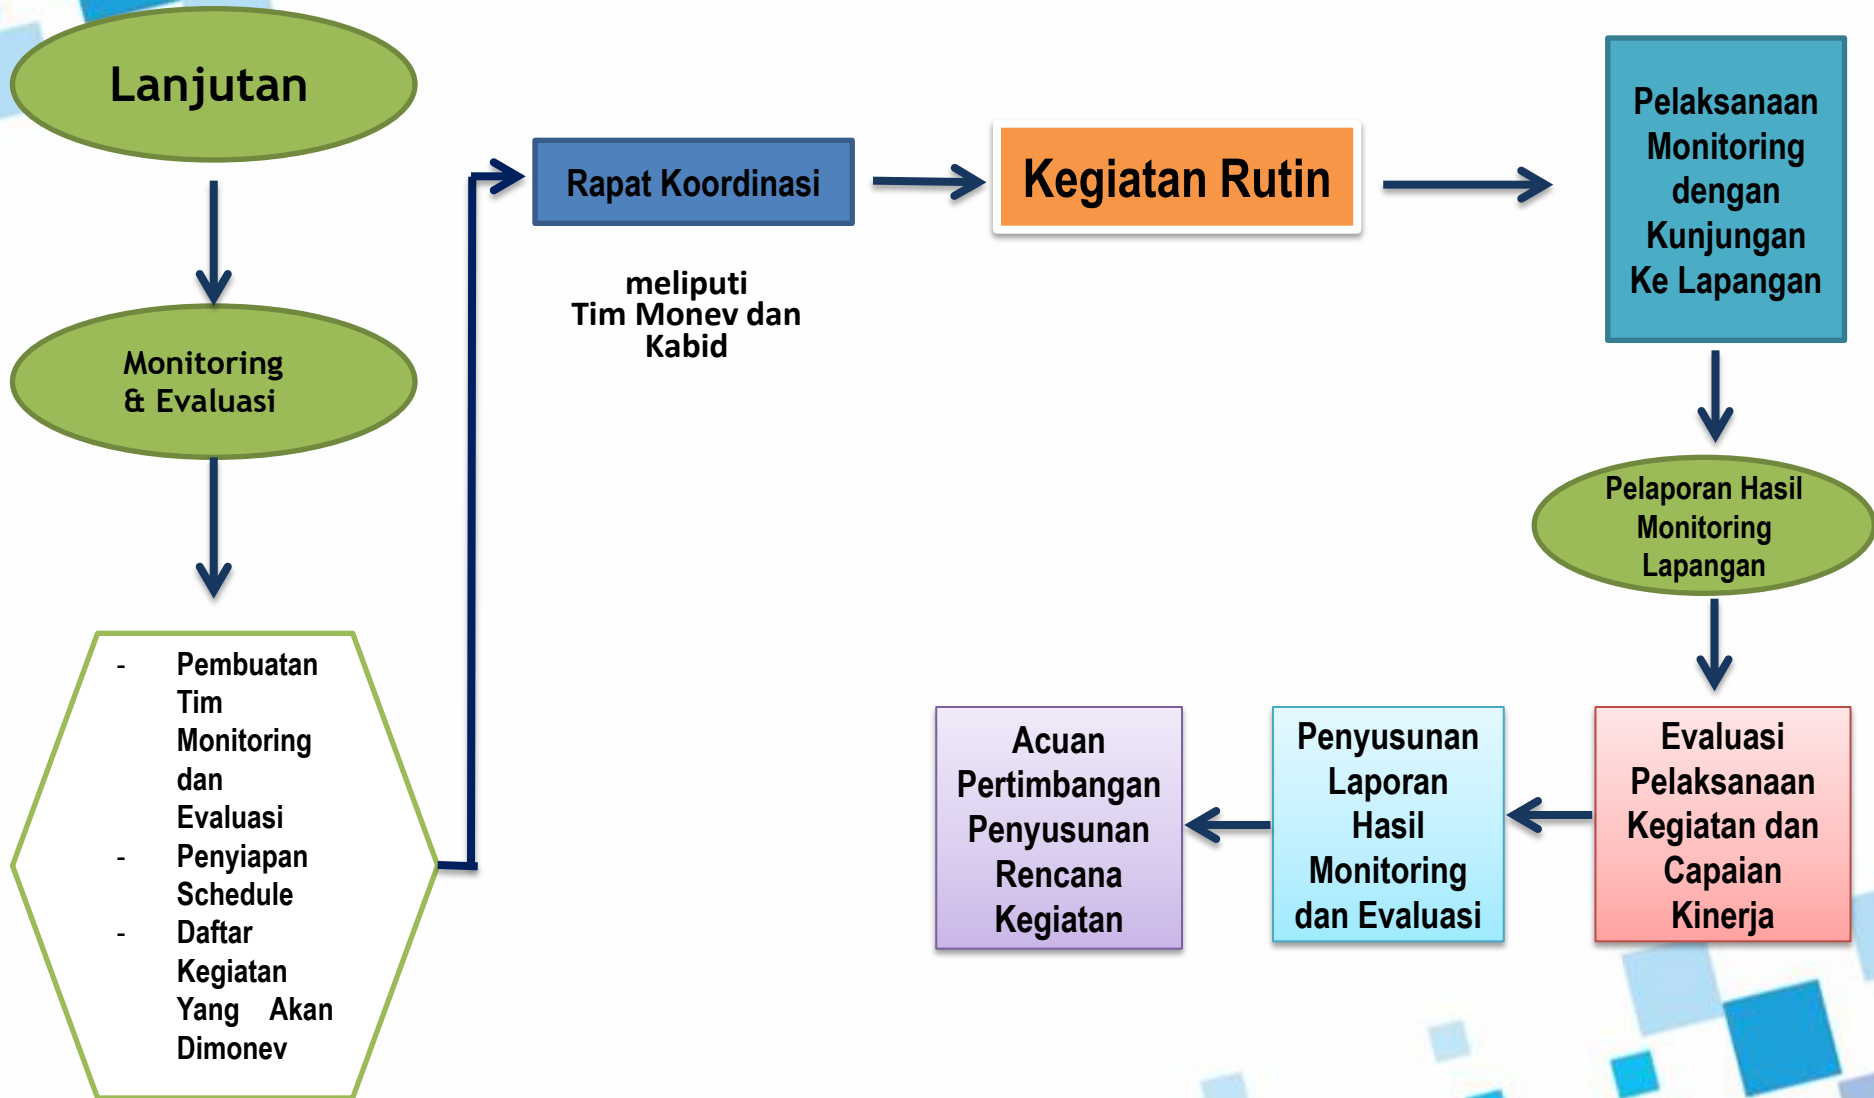 Lanjutan
Monitoring
& Evaluasi
- Pembuatan
Tim
Monitoring
dan
Evaluasi
- Penyiapan
Schedule
- Daftar
Kegiatan
Yang Akan
Dimonev
Rapat Koordinasi
meliputi
Tim Monev dan
Kabid
Kegiatan Rutin
Pelaksanaan
Monitoring
dengan
Kunjungan
Ke Lapangan
Pelaporan Hasil
Monitoring
Lapangan
Evaluasi
Pelaksanaan
Kegiatan dan
Capaian
Kinerja
Penyusunan
Laporan
Hasil
Monitoring
dan Evaluasi
Acuan
Pertimbangan
Penyusunan
Rencana
Kegiatan